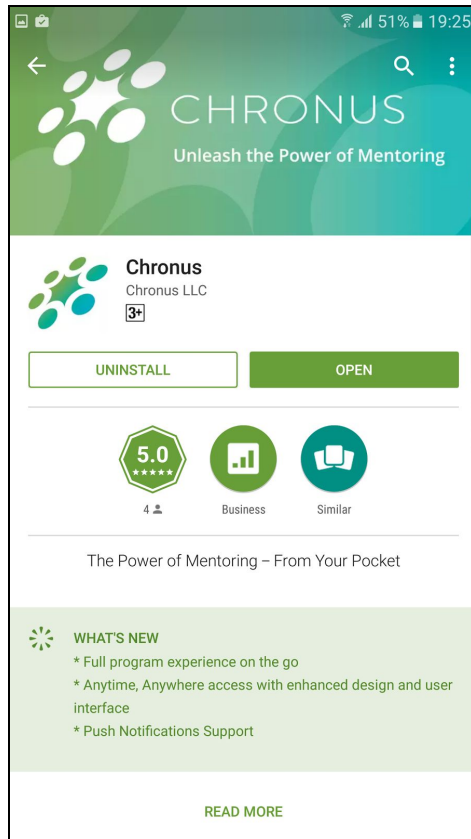 51% 19:25
CHRONUS
Unleash the Power of Mentoring
Chronus
Chronus LLC
3+
UNINSTALL
OPEN
5.0
4
Business
Similar
The Power of Mentoring – From Your Pocket
WHAT'S NEW
* Full program experience on the go
* Anytime, Anywhere access with enhanced design and user
interface
* Push Notifications Support
READ MORE